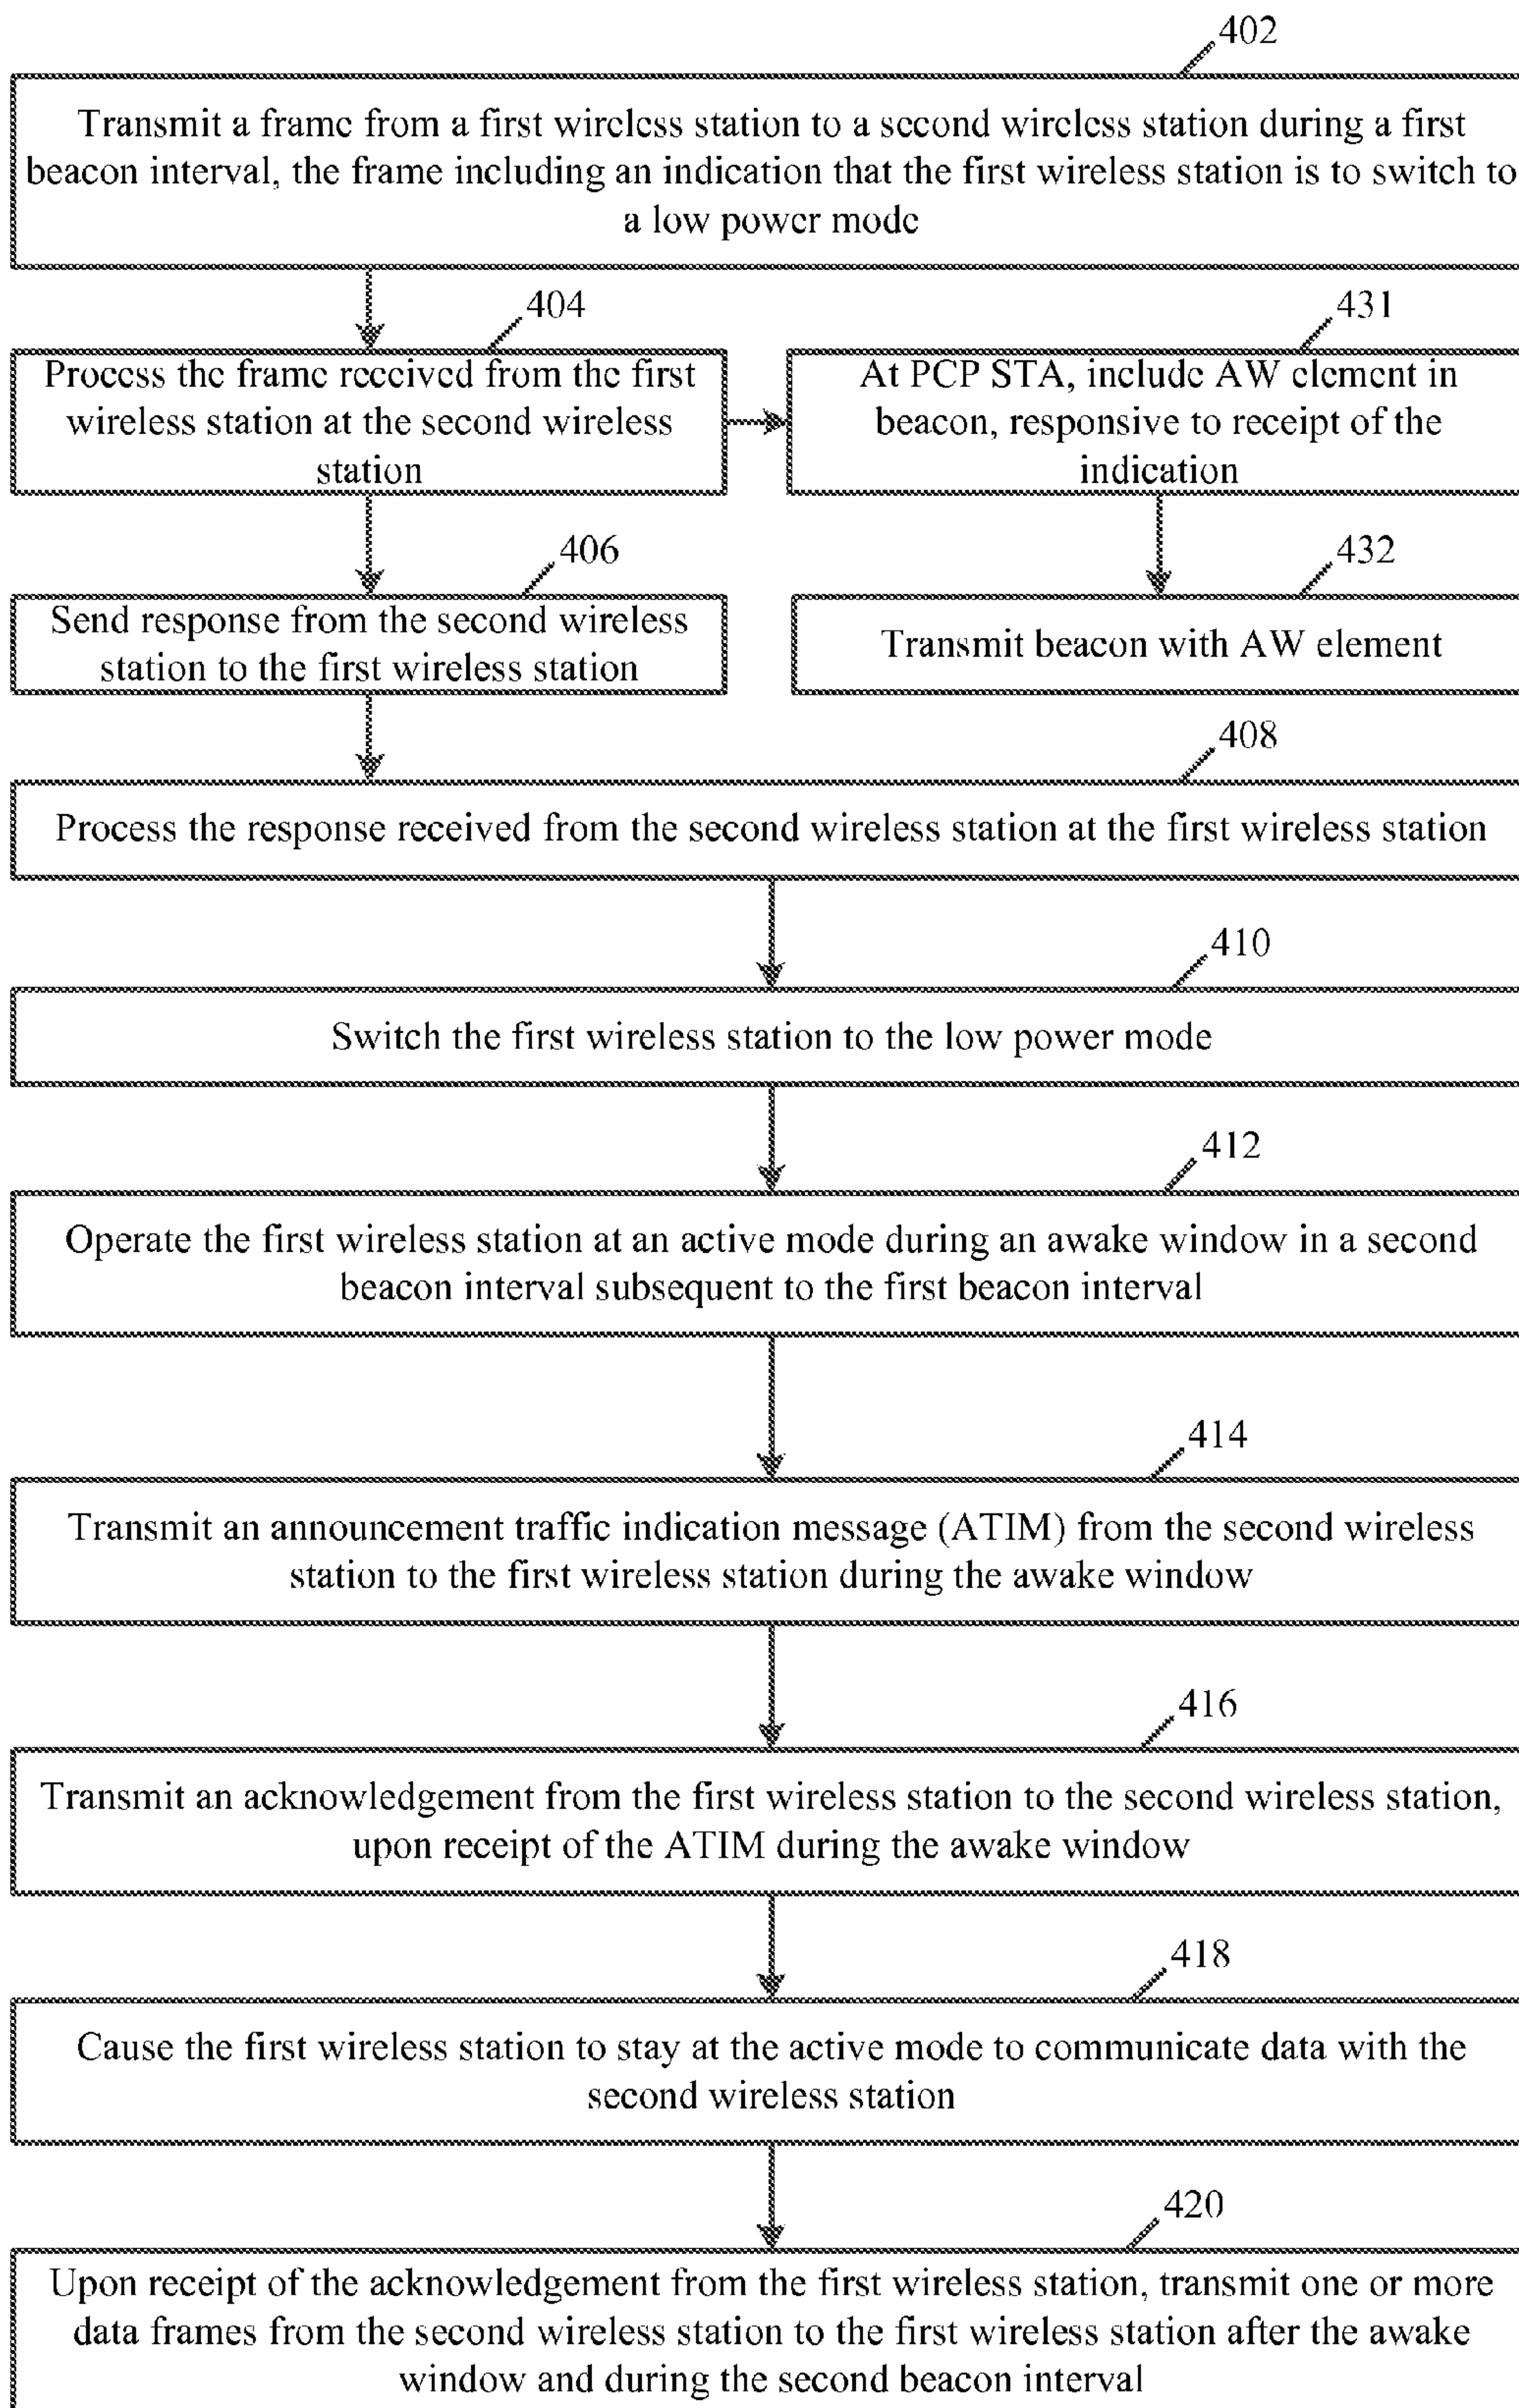 402
Transmit a frame from a first wireless station to a second wireless station during a first
beacon interval, the frame including an indication that the first wireless station is to switch to
a low power mode
404
431
Process the frame received from the first
wireless station at the second wireless
station
At PCP STA, include AW element in
beacon, responsive to receipt of the
indication
406
432
Send response from the second wireless
station to the first wireless station
Transmit beacon with AW element
408
Process the response received from the second wireless station at the first wireless station
410
Switch the first wireless station to the low power mode
412
Operate the first wireless station at an active mode during an awake window in a second
beacon interval subsequent to the first beacon interval
414
Transmit an announcement traffic indication message (ATIM) from the second wireless
station to the first wireless station during the awake window
416
Transmit an acknowledgement from the first wireless station to the second wireless station,
upon receipt of the ATIM during the awake window
418
Cause the first wireless station to stay at the active mode to communicate data with the
second wireless station
420
Upon receipt of the acknowledgement from the first wireless station, transmit one or more
data frames from the second wireless station to the first wireless station after the awake
window and during the second beacon interval